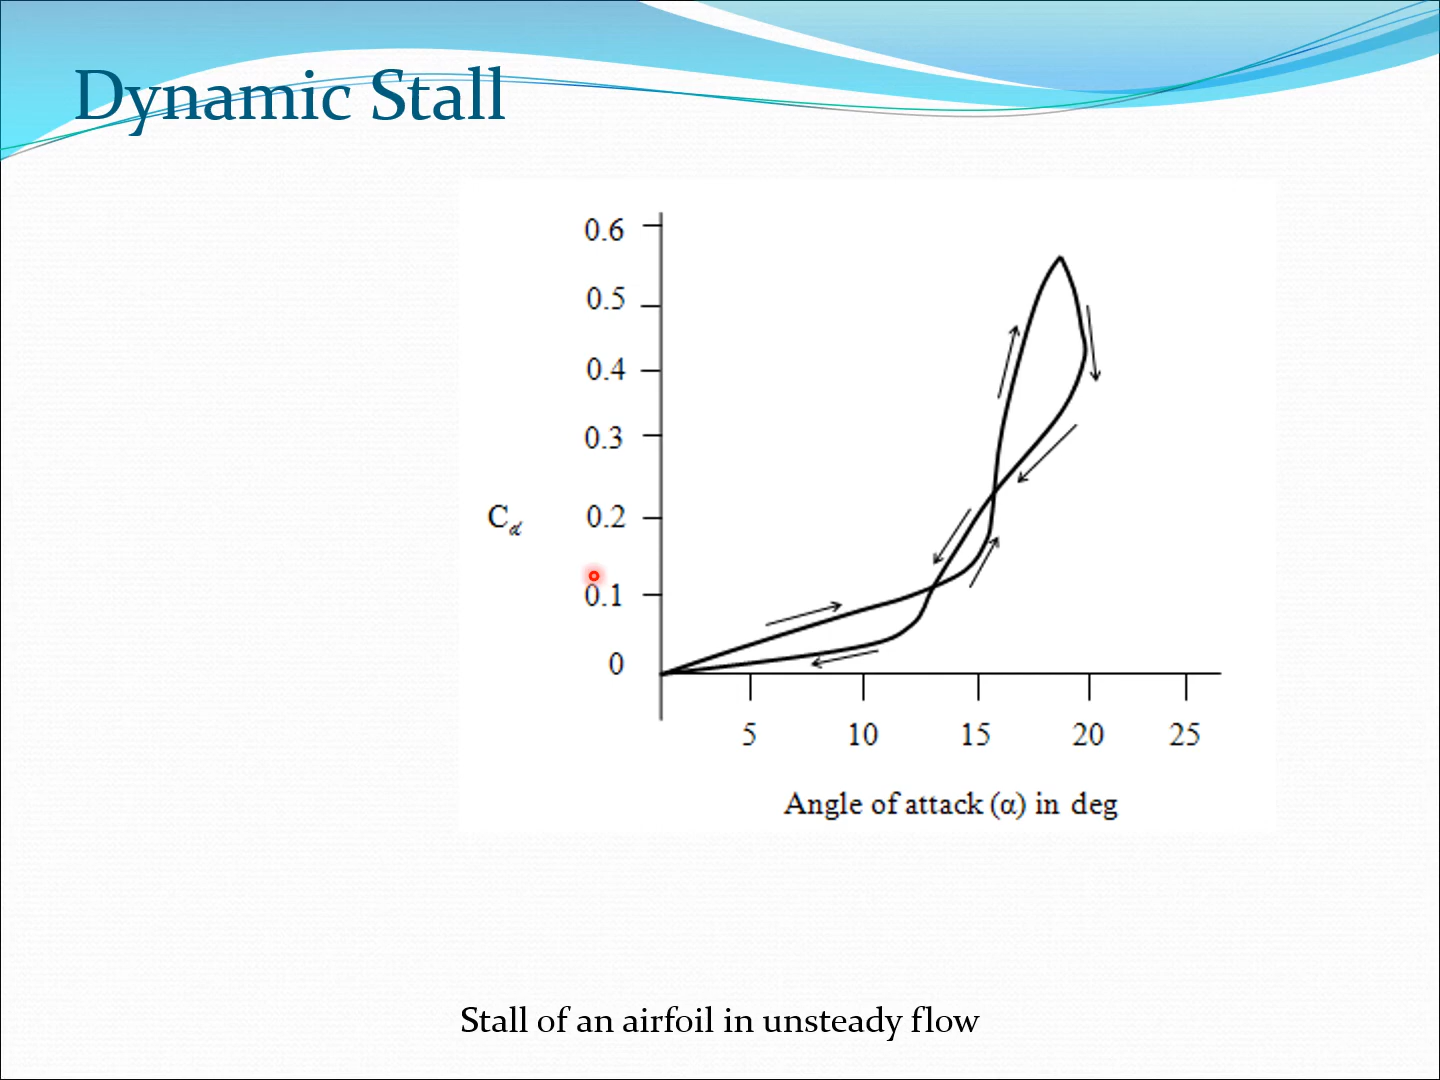 Dynamic Stall
0.6
0.5
0.4
0.3
C𝑑 0.2
0.1
0
5 10 15 20 25
Angle of attack (α) in deg
Stall of an airfoil in unsteady flow